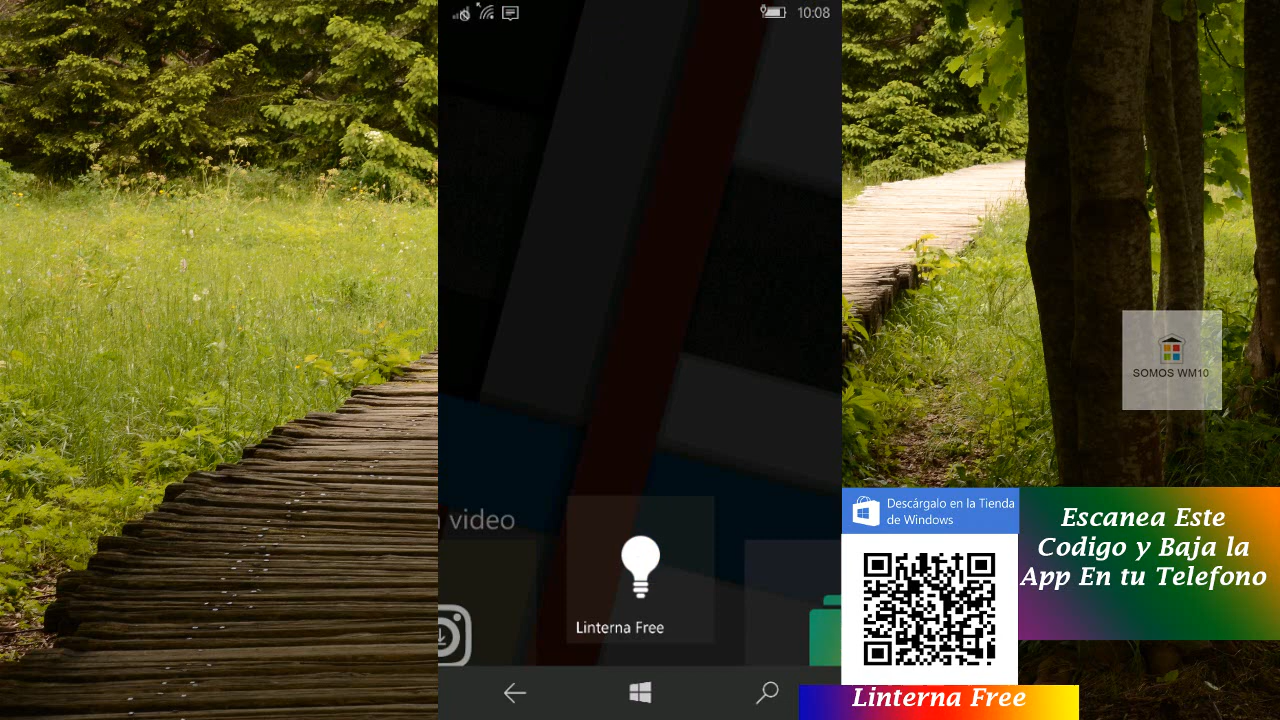 10:08
video
Linterna Free
SOMOS WM10
Descárgalo en la Tienda
de Windows
Escanea Este
Codigo y Baja la
App En tu Telefono
Linterna Free